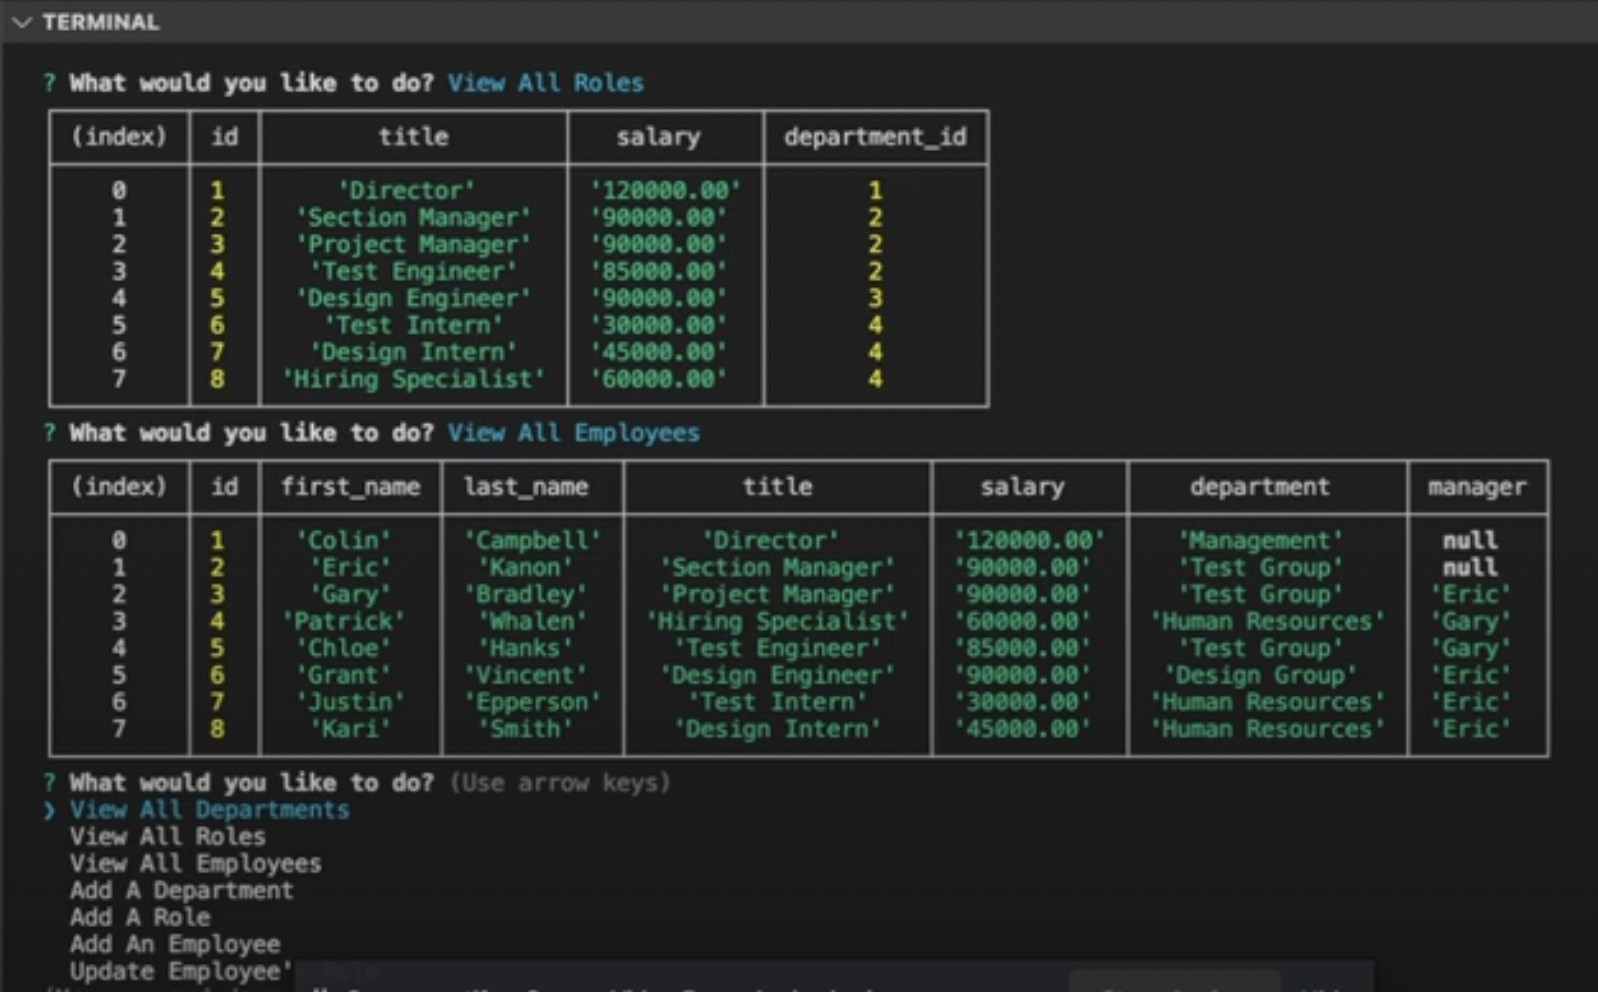 TERMINAL
? What would you like to do? View All Roles
(index) id title salary department_id
0 1 'Director' '120000.00' 1
1 2 'Section Manager' '90000.00' 2
2 3 'Project Manager' '90000.00' 2
3 4 'Test Engineer' '85000.00' 2
4 5 'Design Engineer' '90000.00' 3
5 6 'Test Intern' '30000.00' 4
6 7 'Design Intern' '45000.00' 4
7 8 'Hiring Specialist' '60000.00' 4
? What would you like to do? View All Employees
(index) id first_name last_name title salary department manager
0 1 'Colin' 'Campbell' 'Director' '120000.00' 'Management' null
1 2 'Eric' 'Kanon' 'Section Manager' '90000.00' 'Test Group' null
2 3 'Gary' 'Bradley' 'Project Manager' '90000.00' 'Test Group' 'Eric'
3 4 'Patrick' 'Whalen' 'Hiring Specialist' '60000.00' 'Human Resources' 'Gary'
4 5 'Chloe' 'Hanks' 'Test Engineer' '85000.00' 'Test Group' 'Gary'
5 6 'Grant' 'Vincent' 'Design Engineer' '90000.00' 'Design Group' 'Eric'
6 7 'Justin' 'Epperson' 'Test Intern' '30000.00' 'Human Resources' 'Eric'
7 8 'Kari' 'Smith' 'Design Intern' '45000.00' 'Human Resources' 'Eric'
? What would you like to do? (Use arrow keys)
❯ View All Departments
View All Roles
View All Employees
Add A Department
Add A Role
Add An Employee
Update Employee'